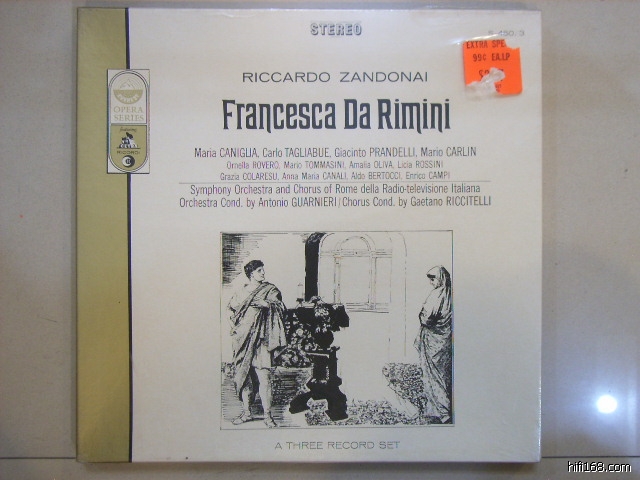 STEREO
EXTRA SPE
99¢ EA.LP
RICCARDO ZANDONAI
Francesca Da Rimini
OPERA
SERIES
RICORDI
Maria CANIGLIA, Carlo TAGLIABUE, Giacinto PRANDELLI, Mario CARLIN
Ornella ROVERO, Mario TOMMASINI, Amalia OLIVA, Licia ROSSINI
Grazia COLARESU, Anna Maria CANALI, Aldo BERTOCCI, Enrico CAMPI
Symphony Orchestra and Chorus of Rome della Radio-televisione Italiana
Orchestra Cond. by Antonio GUARNIERI/Chorus Cond. by Gaetano RICCITELLI
A THREE RECORD SET
hifi168.com